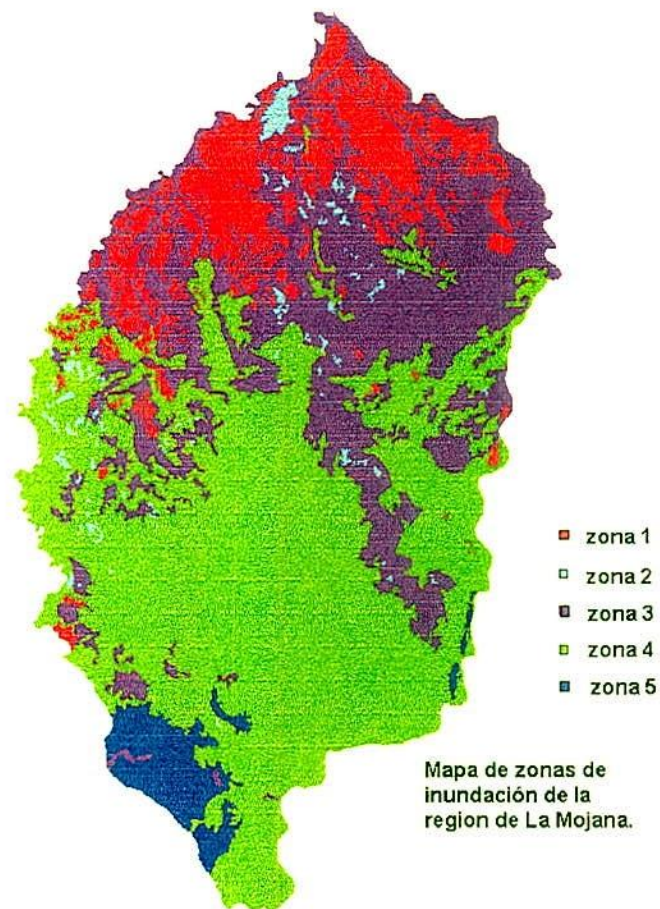 zona 1
zona 2
zona 3
zona 4
zona 5
Mapa de zonas de
inundación de la
region de La Mojana.